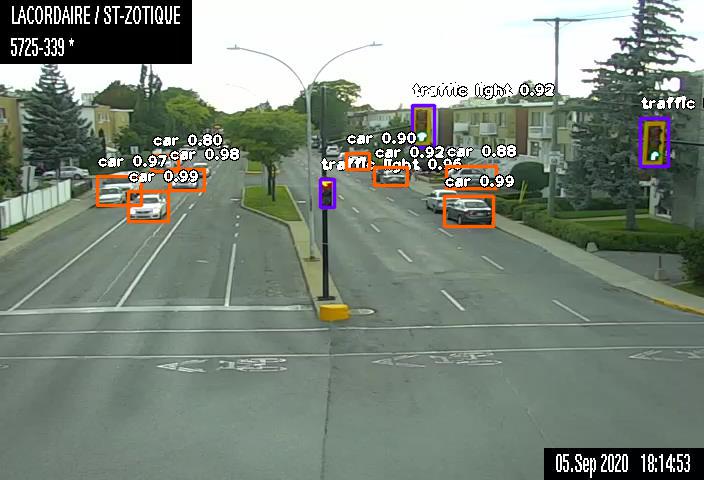 LACORDAIRE / ST-ZOTIQUE
5725-339 *
traffic light 0.92
traffic
car 0.80
car 0.90
car 0.97
car 0.98
traffic light 0.96
car 0.92
car 0.88
car 0.99
car 0.99
05.Sep 2020 18:14:53